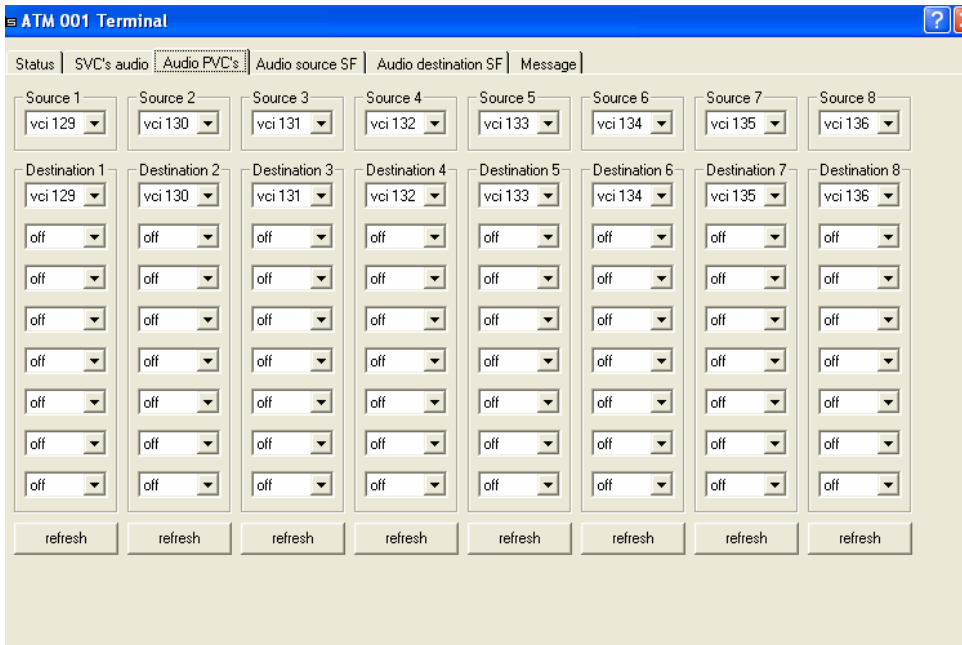 ATM 001 Terminal ?
Status SVC's audio Audio PVC's Audio source SF Audio destination SF Message
Source 1 Source 2 Source 3 Source 4 Source 5 Source 6 Source 7 Source 8
vci 129 vci 130 vci 131 vci 132 vci 133 vci 134 vci 135 vci 136
Destination 1 Destination 2 Destination 3 Destination 4 Destination 5 Destination 6 Destination 7 Destination 8
vci 129 vci 130 vci 131 vci 132 vci 133 vci 134 vci 135 vci 136
off off off off off off off off
off off off off off off off off
off off off off off off off off
off off off off off off off off
off off off off off off off off
off off off off off off off off
off off off off off off off off
refresh refresh refresh refresh refresh refresh refresh refresh